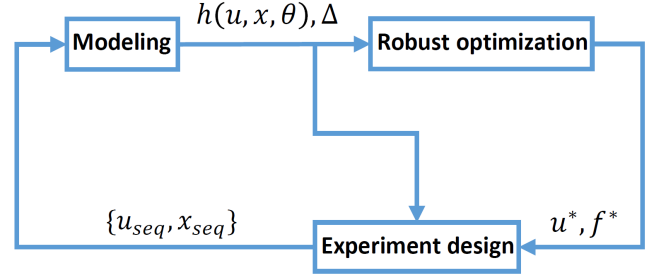 h(u, x, θ), Δ
Modeling
Robust optimization
{u_seq, x_seq}
u*, f*
Experiment design